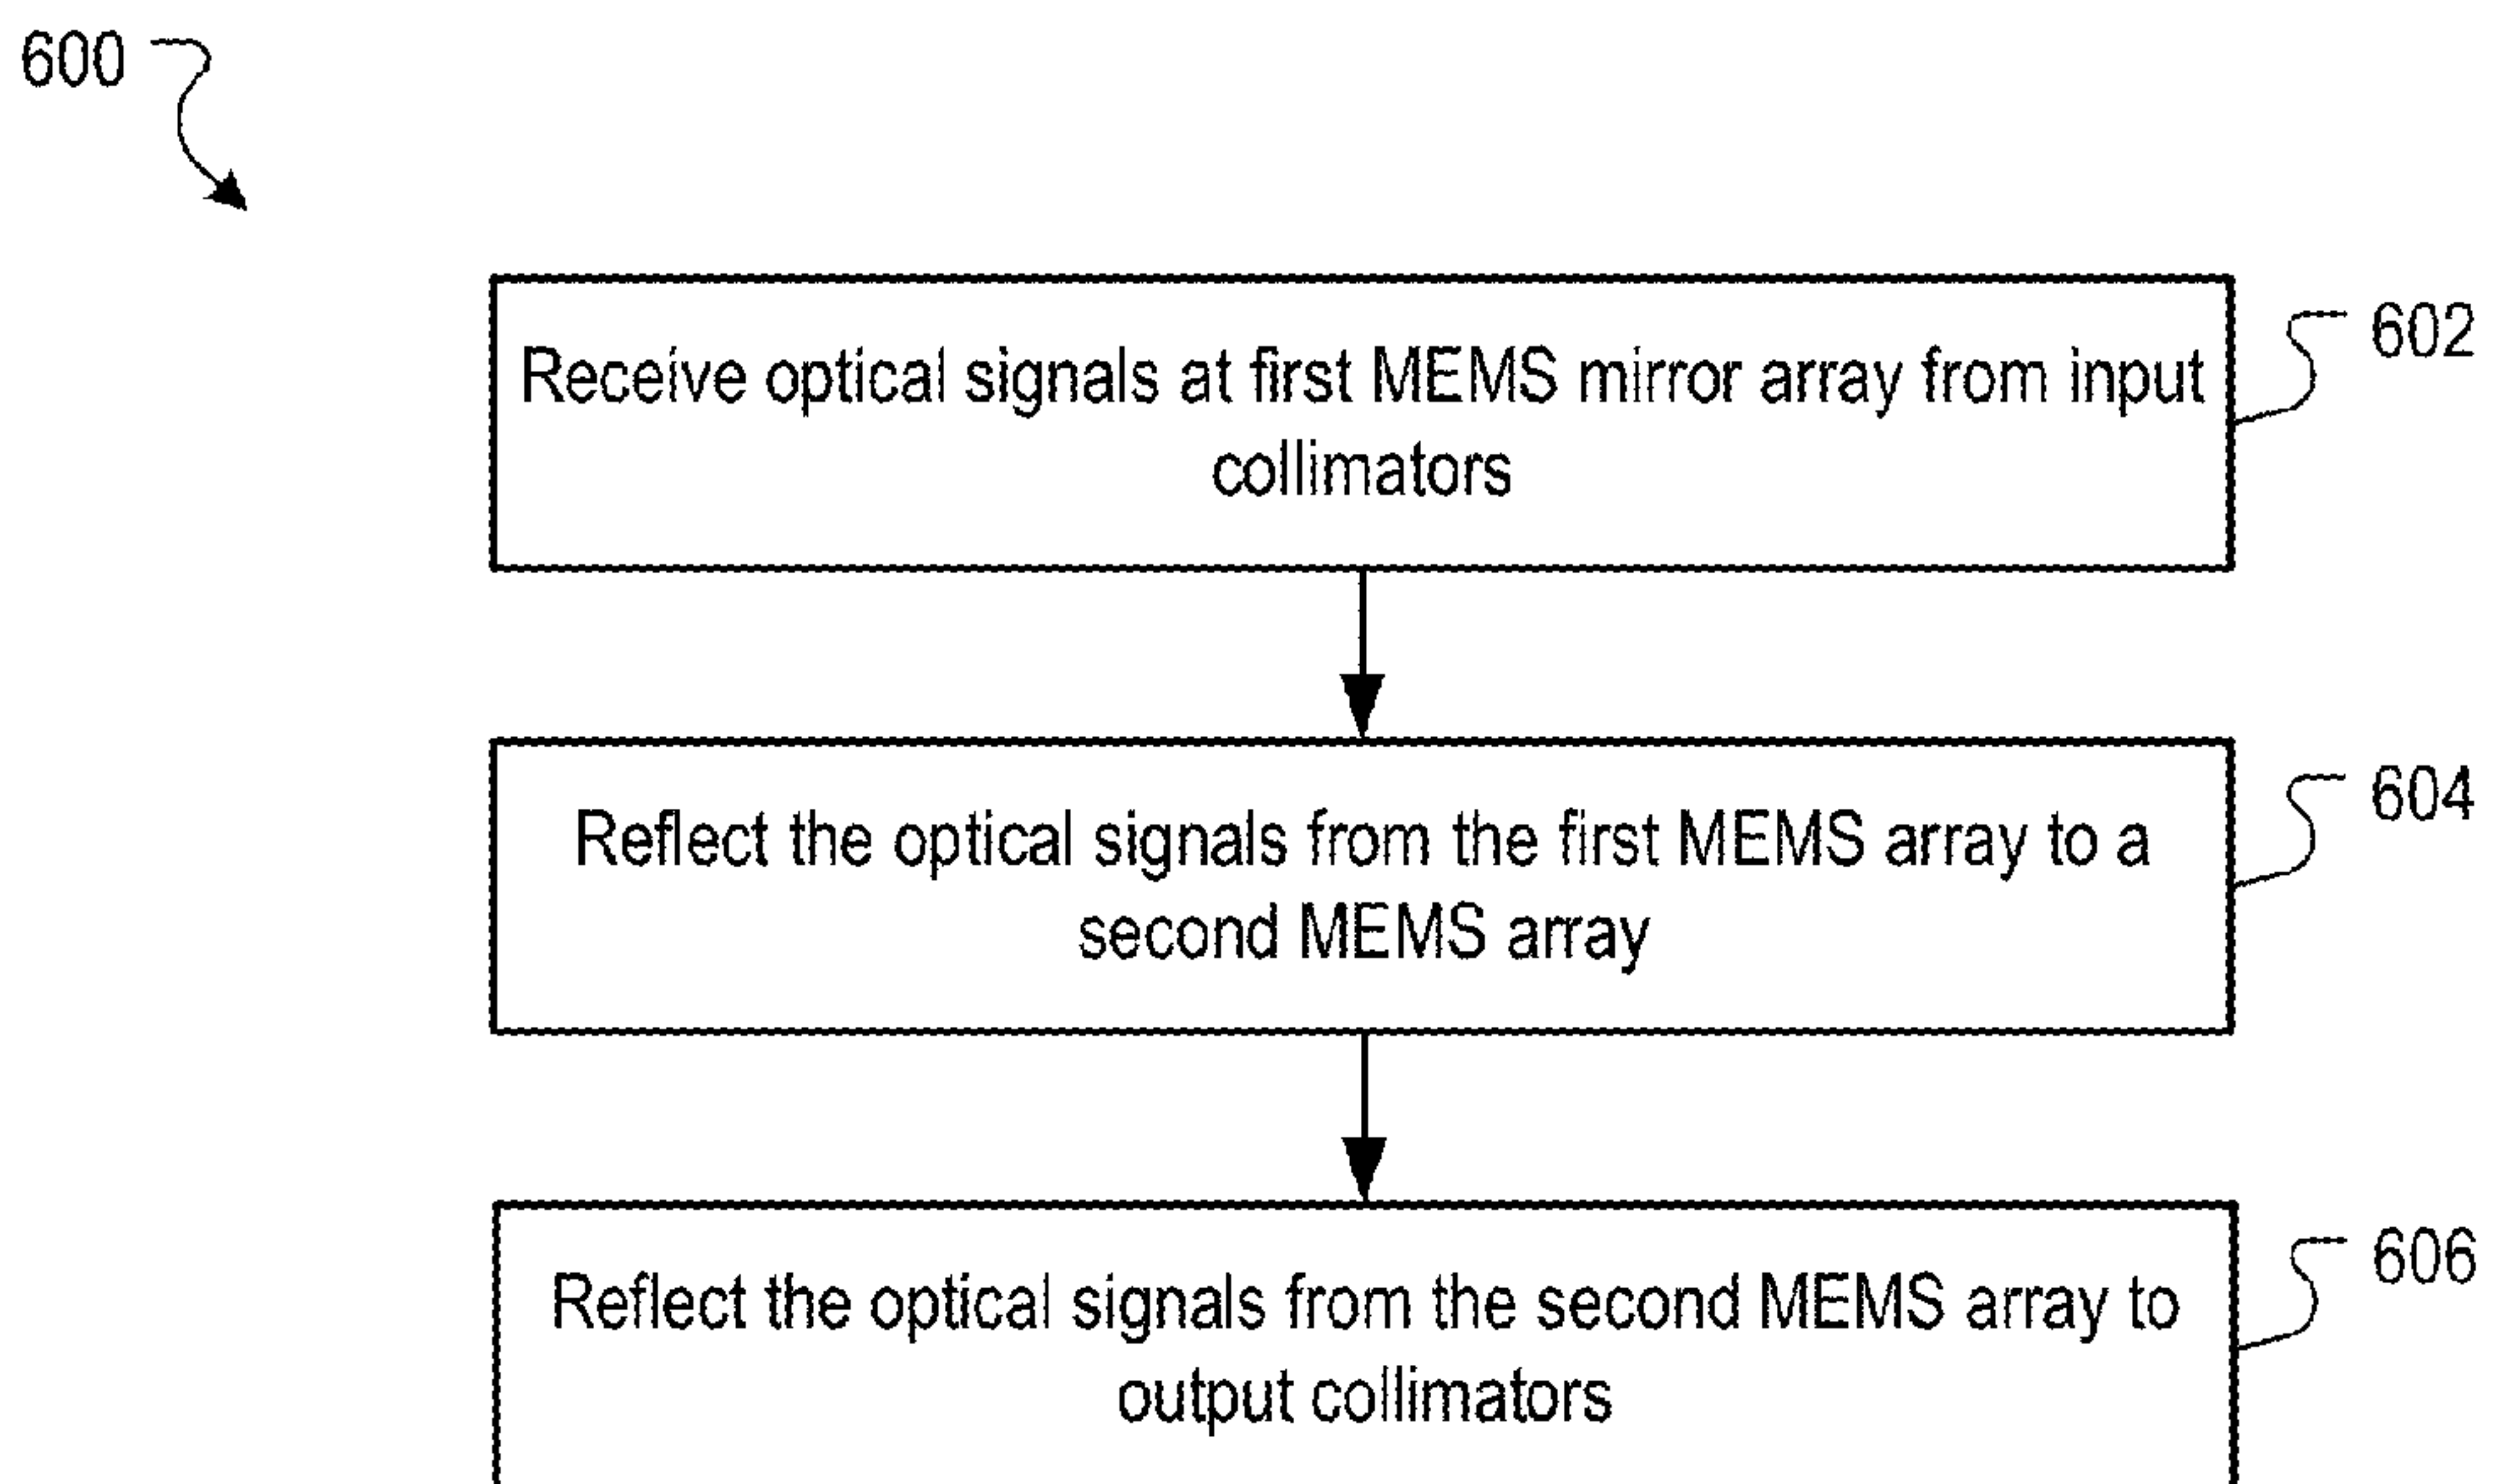 600
Receive optical signals at first MEMS mirror array from input
collimators
602
Reflect the optical signals from the first MEMS array to a
second MEMS array
604
Reflect the optical signals from the second MEMS array to
output collimators
606